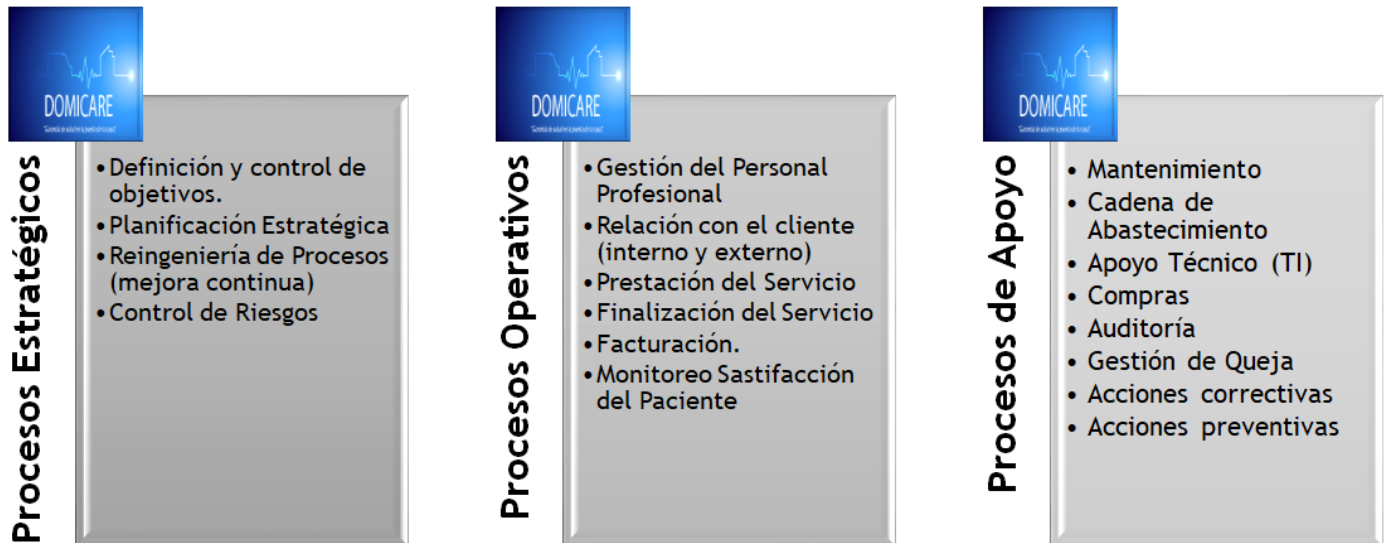 DOMICARE
Procesos Estratégicos
•Definición y control de
objetivos.
•Planificación Estratégica
•Reingeniería de Procesos
(mejora continua)
•Control de Riesgos
DOMICARE
Procesos Operativos
•Gestión del Personal
Profesional
•Relación con el cliente
(interno y externo)
•Prestación del Servicio
•Finalización del Servicio
•Facturación.
•Monitoreo Sastifacción
del Paciente
DOMICARE
Procesos de Apoyo
• Mantenimiento
• Cadena de
Abastecimiento
• Apoyo Técnico (TI)
• Compras
• Auditoría
• Gestión de Queja
• Acciones correctivas
• Acciones preventivas